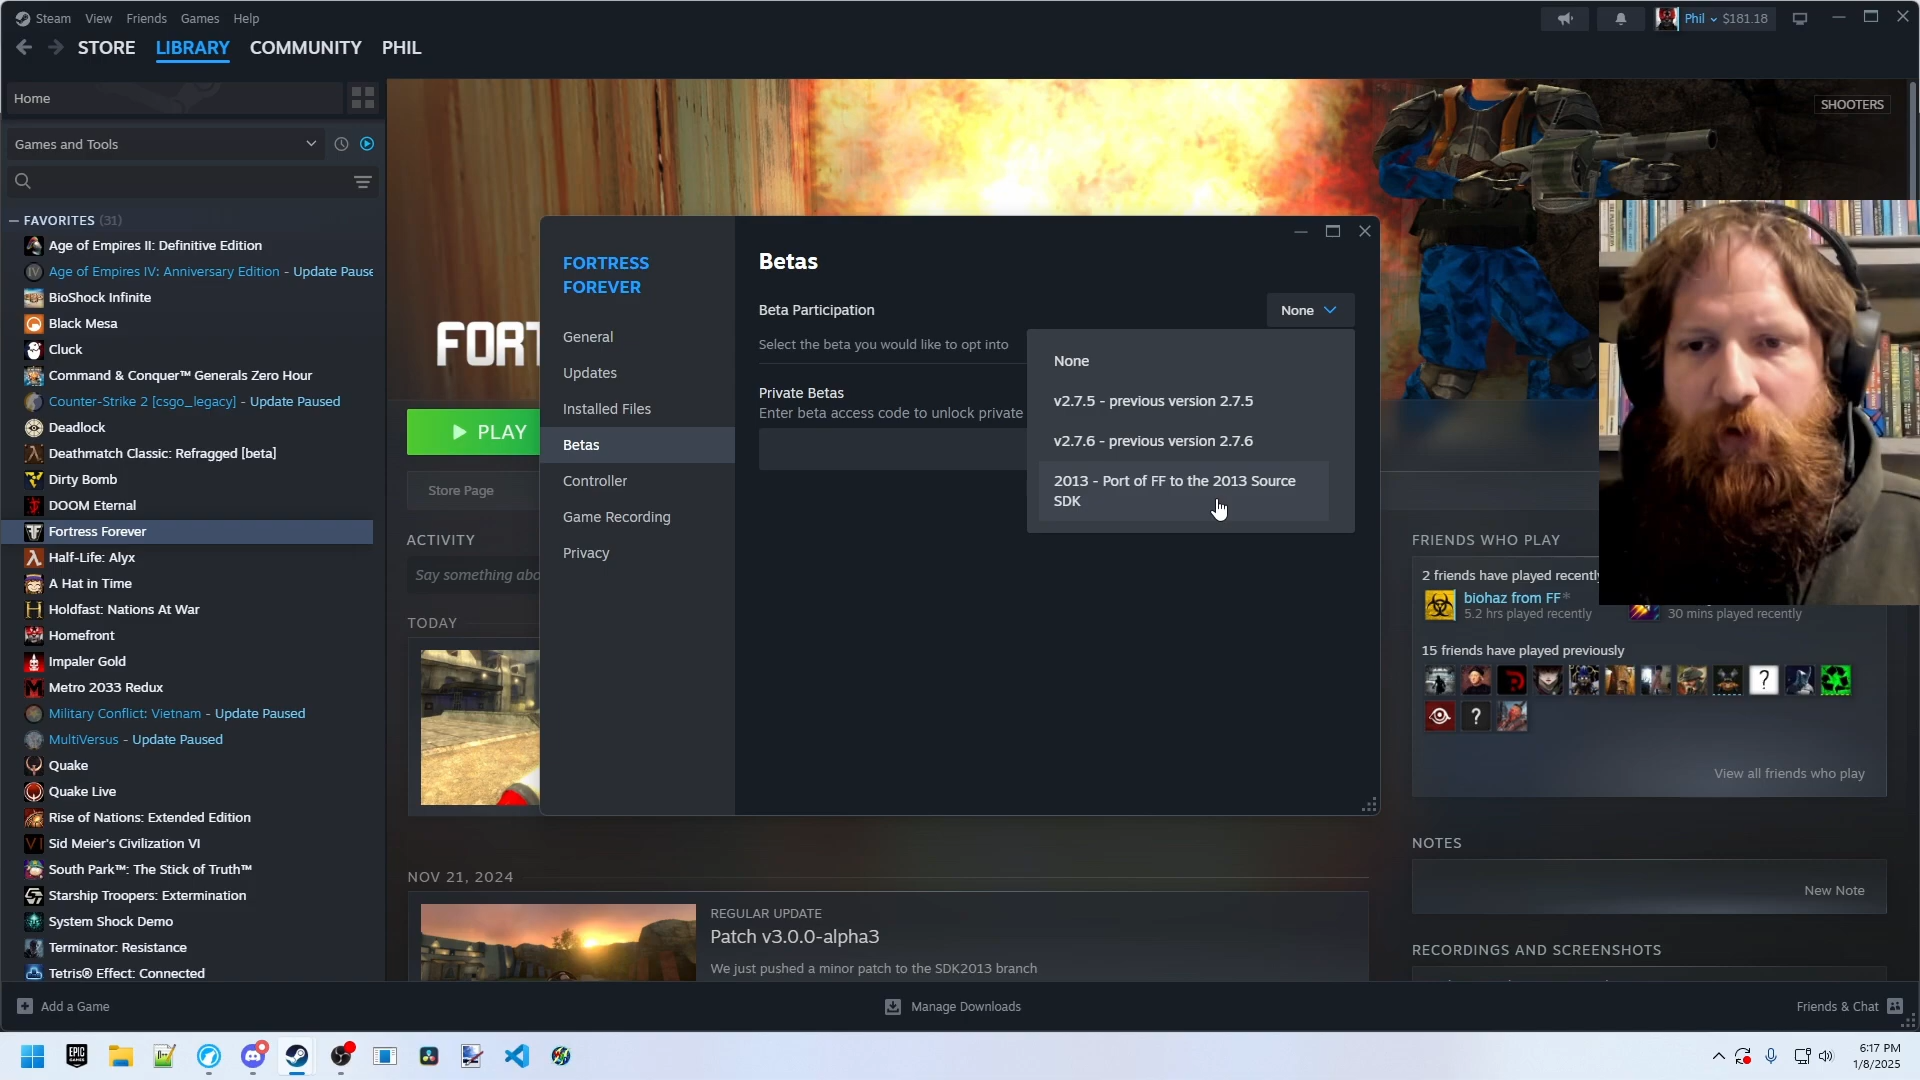 Steam View Friends Games Help
Phil $181.18
STORE LIBRARY COMMUNITY PHIL
Home
SHOOTERS
Games and Tools
FAVORITES (31)
Age of Empires II: Definitive Edition
Age of Empires IV: Anniversary Edition - Update Pause
BioShock Infinite
Black Mesa
Cluck
Command & Conquer™ Generals Zero Hour
Counter-Strike 2 [csgo_legacy] - Update Paused
Deadlock
Deathmatch Classic: Refragged [beta]
Dirty Bomb
DOOM Eternal
Fortress Forever
Half-Life: Alyx
A Hat in Time
Holdfast: Nations At War
Homefront
Impaler Gold
Metro 2033 Redux
Military Conflict: Vietnam - Update Paused
MultiVersus - Update Paused
Quake
Quake Live
Rise of Nations: Extended Edition
Sid Meier's Civilization VI
South Park™: The Stick of Truth™
Starship Troopers: Extermination
System Shock Demo
Terminator: Resistance
Tetris® Effect: Connected
FORT
PLAY
Store Page
ACTIVITY
Say something abo
TODAY
FORTRESS
FOREVER
General
Updates
Installed Files
Betas
Controller
Game Recording
Privacy
Betas
Beta Participation
None
Select the beta you would like to opt into
Private Betas
Enter beta access code to unlock private
None
v2.7.5 - previous version 2.7.5
v2.7.6 - previous version 2.7.6
2013 - Port of FF to the 2013 Source
SDK
FRIENDS WHO PLAY
2 friends have played recently
biohaz from FF*
5.2 hrs played recently
30 mins played recently
15 friends have played previously
View all friends who play
NOTES
New Note
RECORDINGS AND SCREENSHOTS
NOV 21, 2024
REGULAR UPDATE
Patch v3.0.0-alpha3
We just pushed a minor patch to the SDK2013 branch
Add a Game
Manage Downloads
Friends & Chat
EPIC
GAMES
6:17 PM
1/8/2025